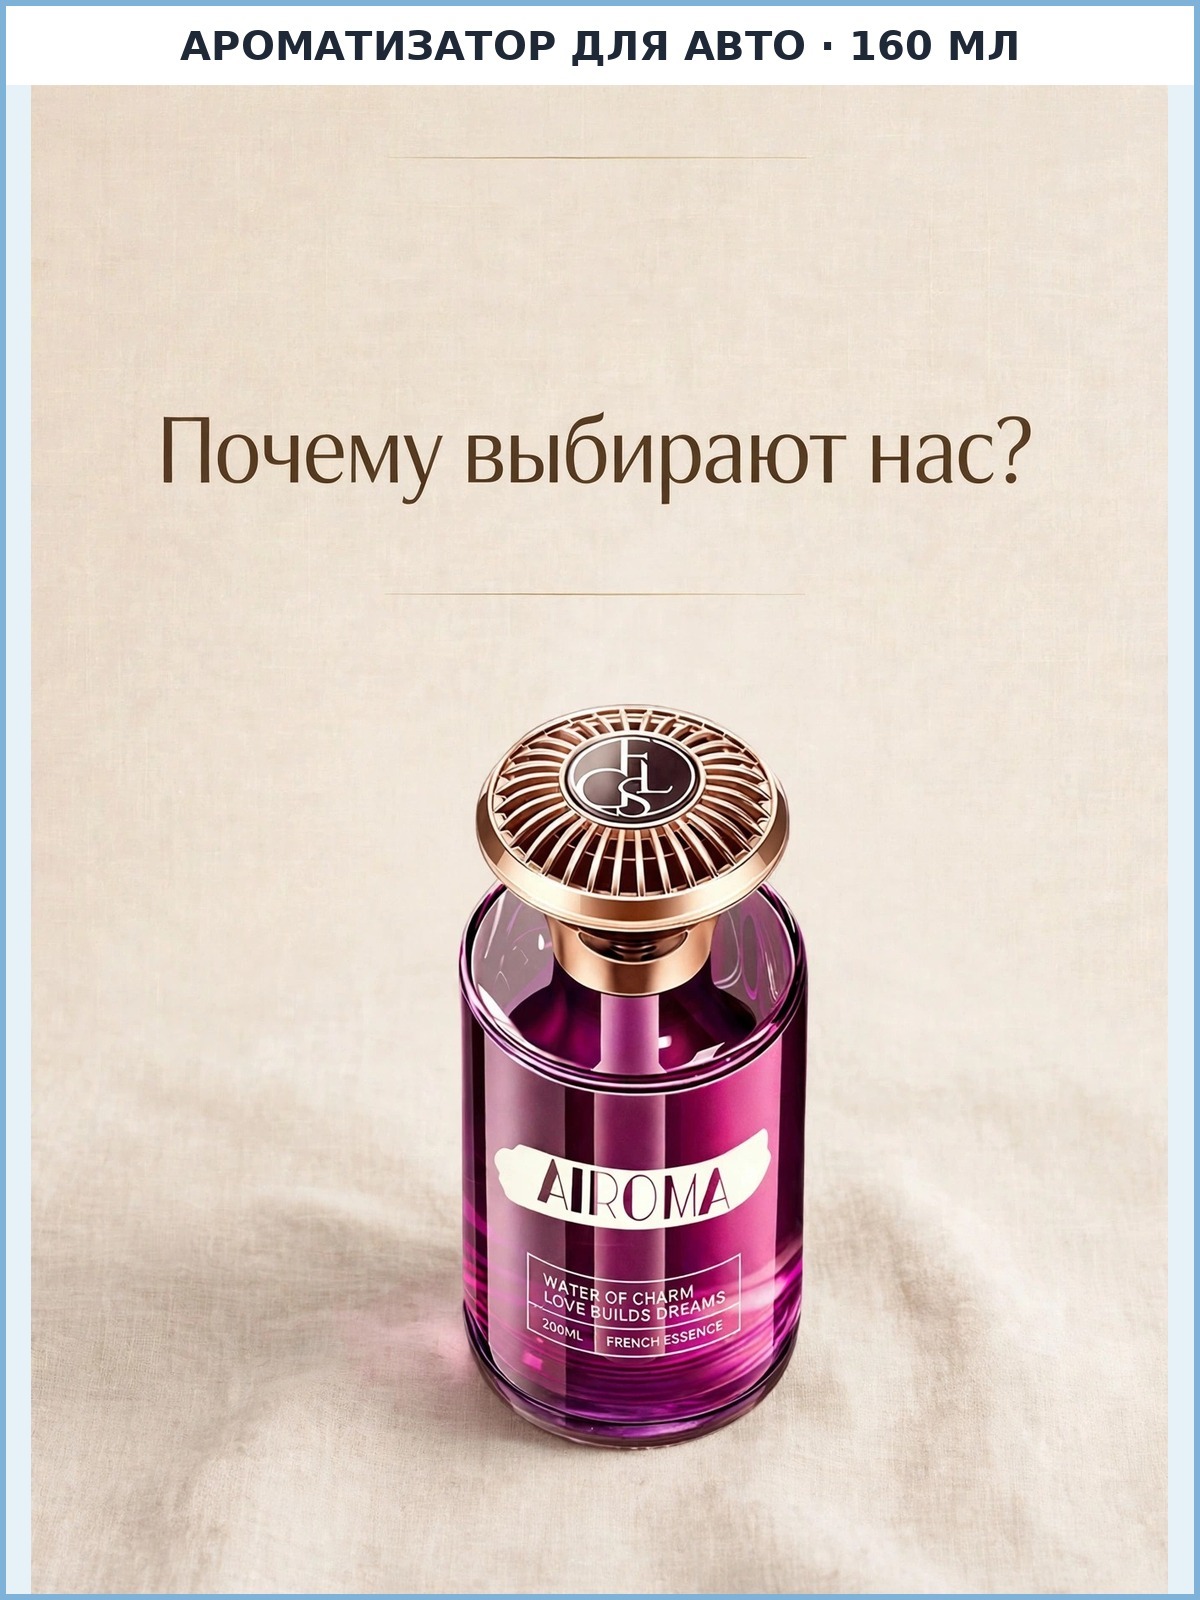 АРОМАТИЗАТОР ДЛЯ АВТО · 160 МЛ
Почему выбирают нас?
AIROMA
WATER OF CHARM
LOVE BUILDS DREAMS
200ML FRENCH ESSENCE